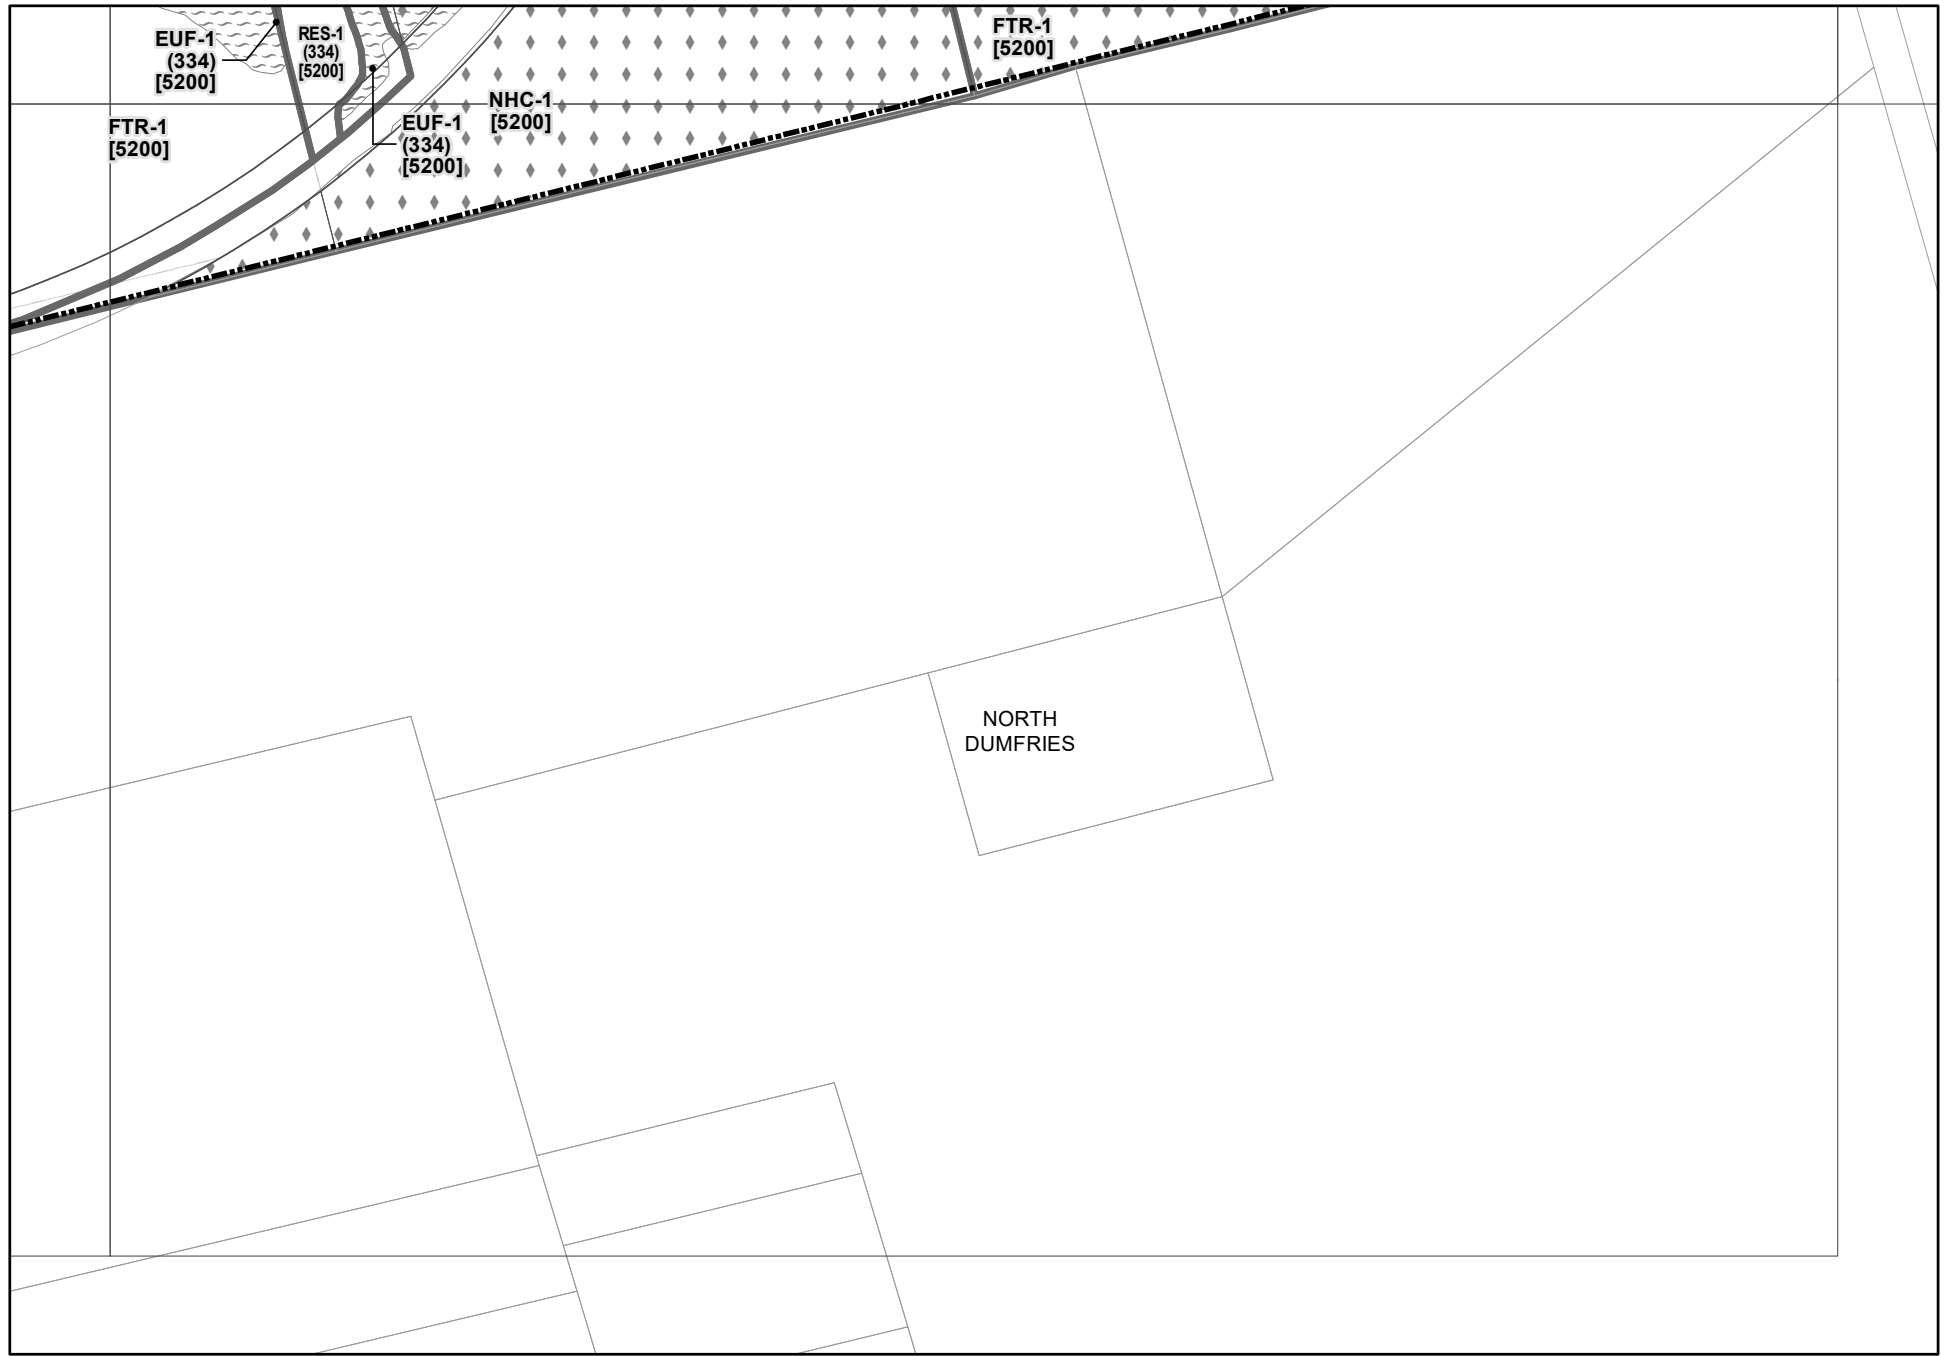 EUF-1
(334)
[5200]
RES-1
(334)
[5200]
FTR-1
[5200]
FTR-1
[5200]
EUF-1
(334)
[5200]
NHC-1
[5200]
NORTH
DUMFRIES